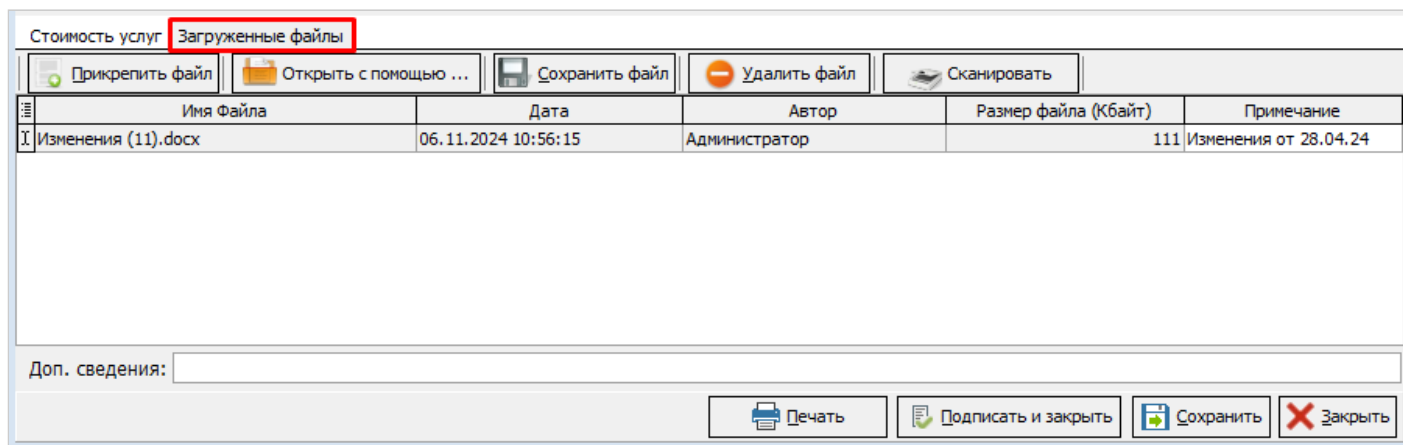 Стоимость услуг Загруженные файлы
Прикрепить файл Открыть с помощью ... Сохранить файл Удалить файл Сканировать
Имя Файла Дата Автор Размер файла (Кбайт) Примечание
Изменения (11).docx 06.11.2024 10:56:15 Администратор 111 Изменения от 28.04.24
Доп. сведения:
Печать Подписать и закрыть Сохранить Закрыть